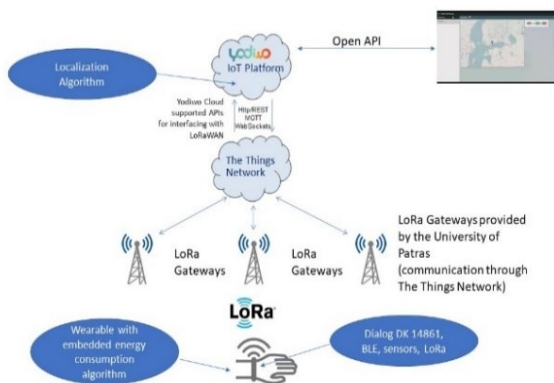 yodiwo
IoT Platform
Open API
Localization
Algorithm
Yodiwo Cloud
supported APIs
for interfacing with
LoRaWAN
Http/REST
MQTT
WebSockets
The Things
Network
LoRa
Gateways
LoRa
Gateways
LoRa Gateways provided
by the University of
Patras
(communication through
The Things Network)
LoRa
Wearable with
embedded energy
consumption
algorithm
Dialog DK 14861,
BLE, sensors, LoRa